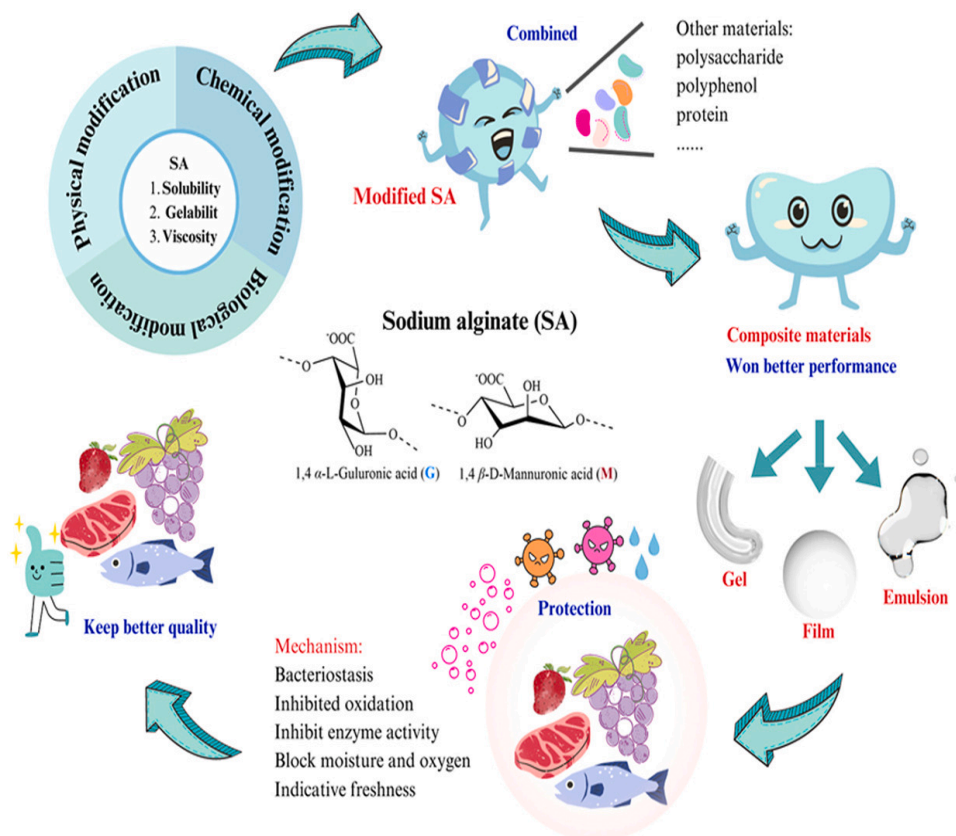 Physical modification
Chemical modification
Biological modification
SA
1. Solubility
2. Gelabilit
3. Viscosity
Combined
Modified SA
Other materials:
polysaccharide
polyphenol
protein
......
Composite materials
Won better performance
Sodium alginate (SA)
-OOC
OH
OH
O
O
1,4 α-L-Guluronic acid (G)
-OOC
OH
O
O
HO
O
1,4 β-D-Mannuronic acid (M)
Gel
Film
Emulsion
Protection
Mechanism:
Bacteriostasis
Inhibited oxidation
Inhibit enzyme activity
Block moisture and oxygen
Indicative freshness
Keep better quality